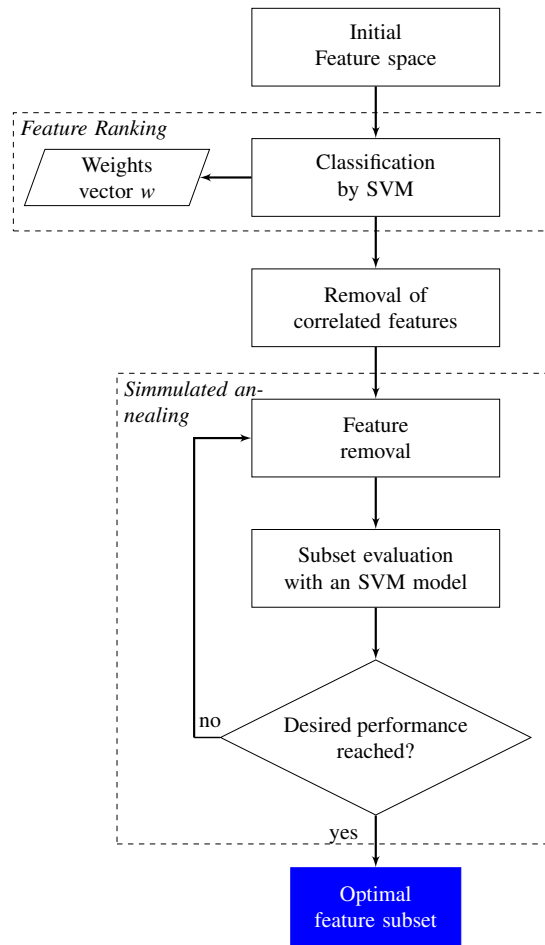 Initial
Feature space
Feature Ranking
Weights
vector w
Classification
by SVM
Removal of
correlated features
Simmulated an-
nealing
Feature
removal
Subset evaluation
with an SVM model
no
Desired performance
reached?
yes
Optimal
feature subset